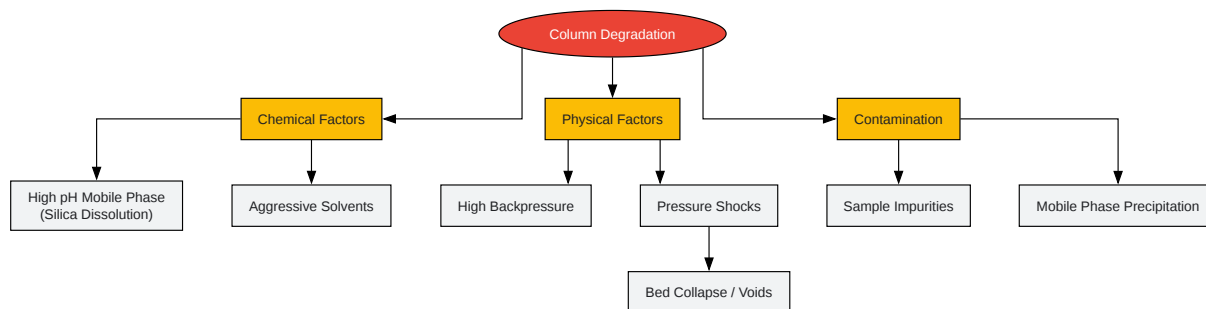 Column Degradation
Chemical Factors
Physical Factors
Contamination
High pH Mobile Phase
(Silica Dissolution)
Aggressive Solvents
High Backpressure
Pressure Shocks
Sample Impurities
Mobile Phase Precipitation
Bed Collapse / Voids